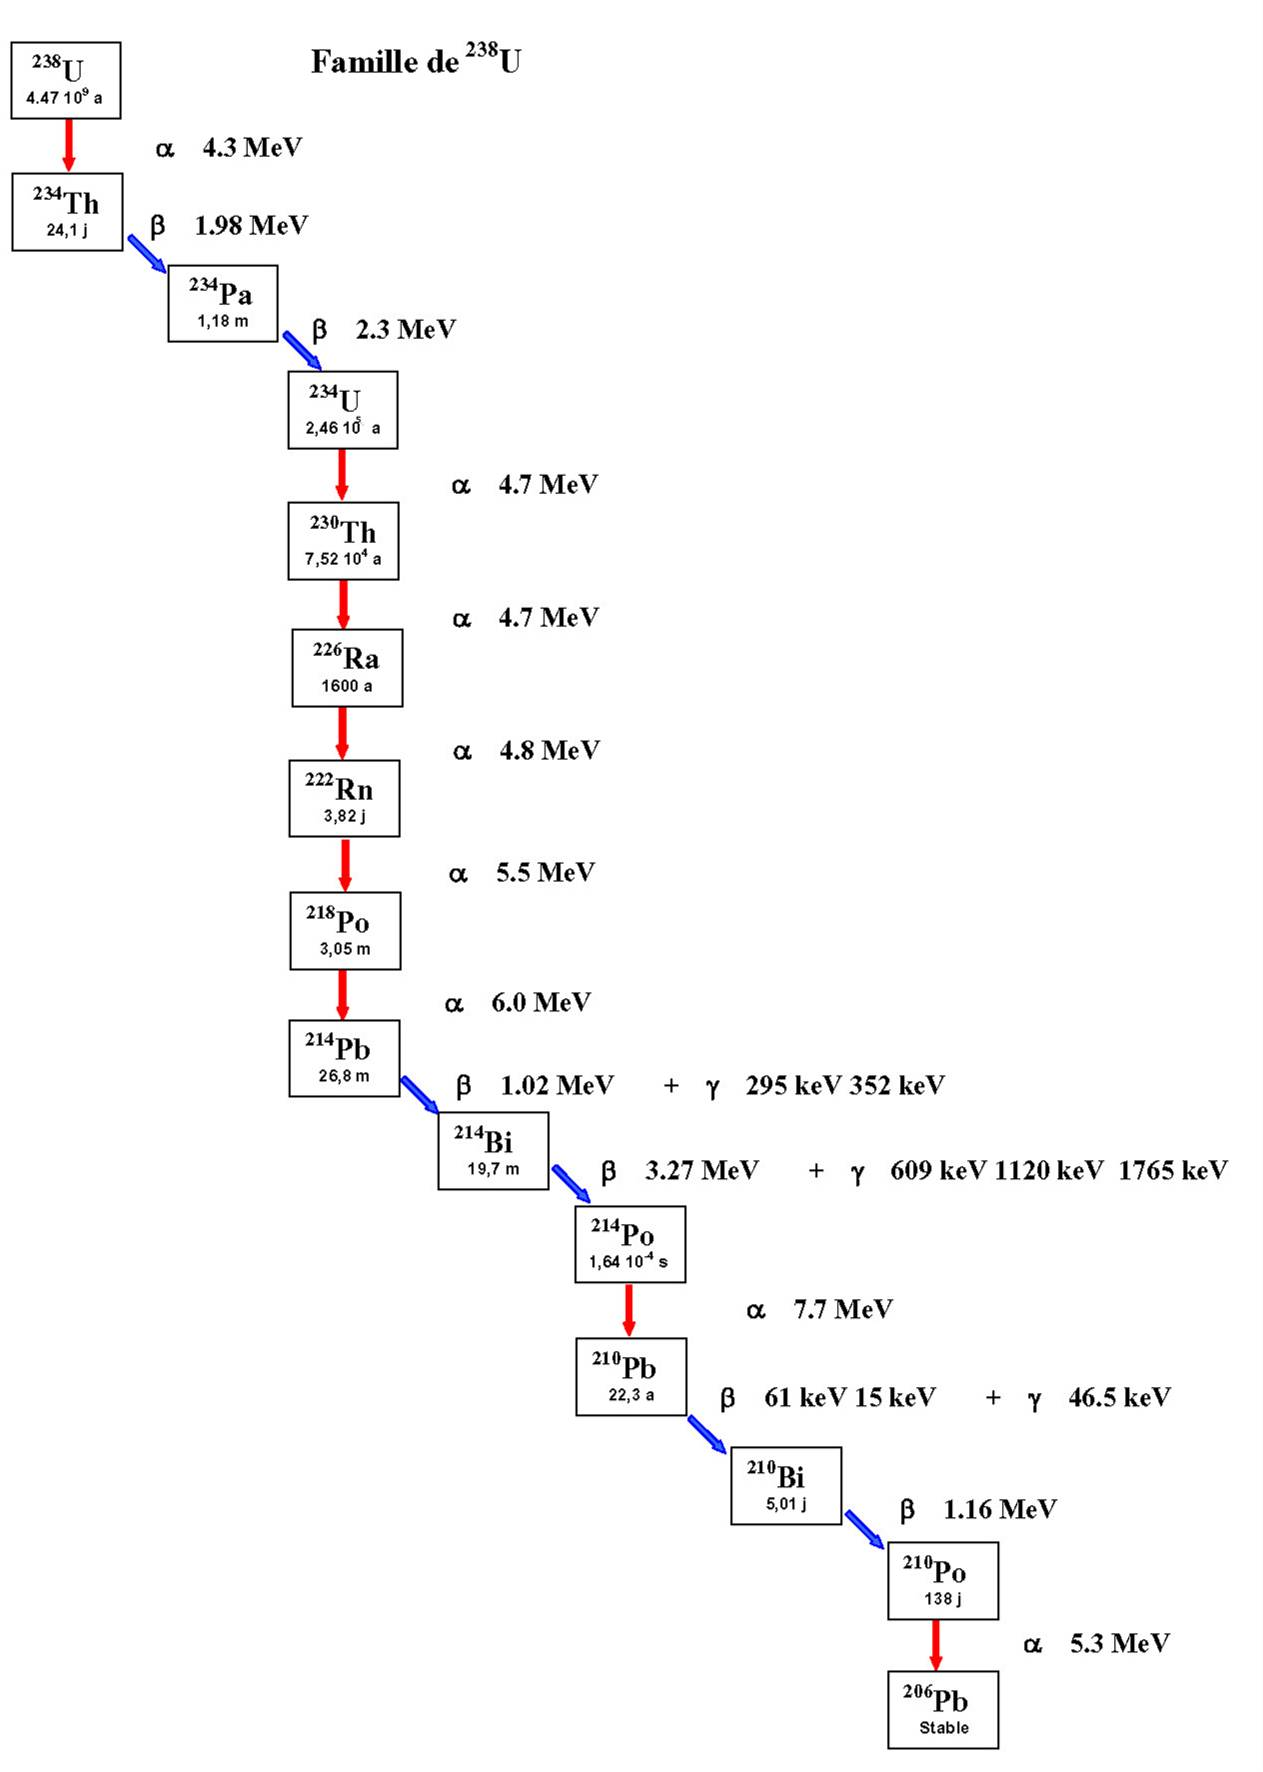 Famille de ²³⁸U
²³⁸U
4.47 10⁹ a
α 4.3 MeV
²³⁴Th
24,1 j
β 1.98 MeV
²³⁴Pa
1,18 m
β 2.3 MeV
²³⁴U
2,46 10⁵ a
α 4.7 MeV
²³⁰Th
7,52 10⁴ a
α 4.7 MeV
²²⁶Ra
1600 a
α 4.8 MeV
²²²Rn
3,82 j
α 5.5 MeV
²¹⁸Po
3,05 m
α 6.0 MeV
²¹⁴Pb
26,8 m
β 1.02 MeV + γ 295 keV 352 keV
²¹⁴Bi
19,7 m
β 3.27 MeV + γ 609 keV 1120 keV 1765 keV
²¹⁴Po
1,64 10⁻⁴ s
α 7.7 MeV
²¹⁰Pb
22,3 a
β 61 keV 15 keV + γ 46.5 keV
²¹⁰Bi
5,01 j
β 1.16 MeV
²¹⁰Po
138 j
α 5.3 MeV
²⁰⁶Pb
Stable